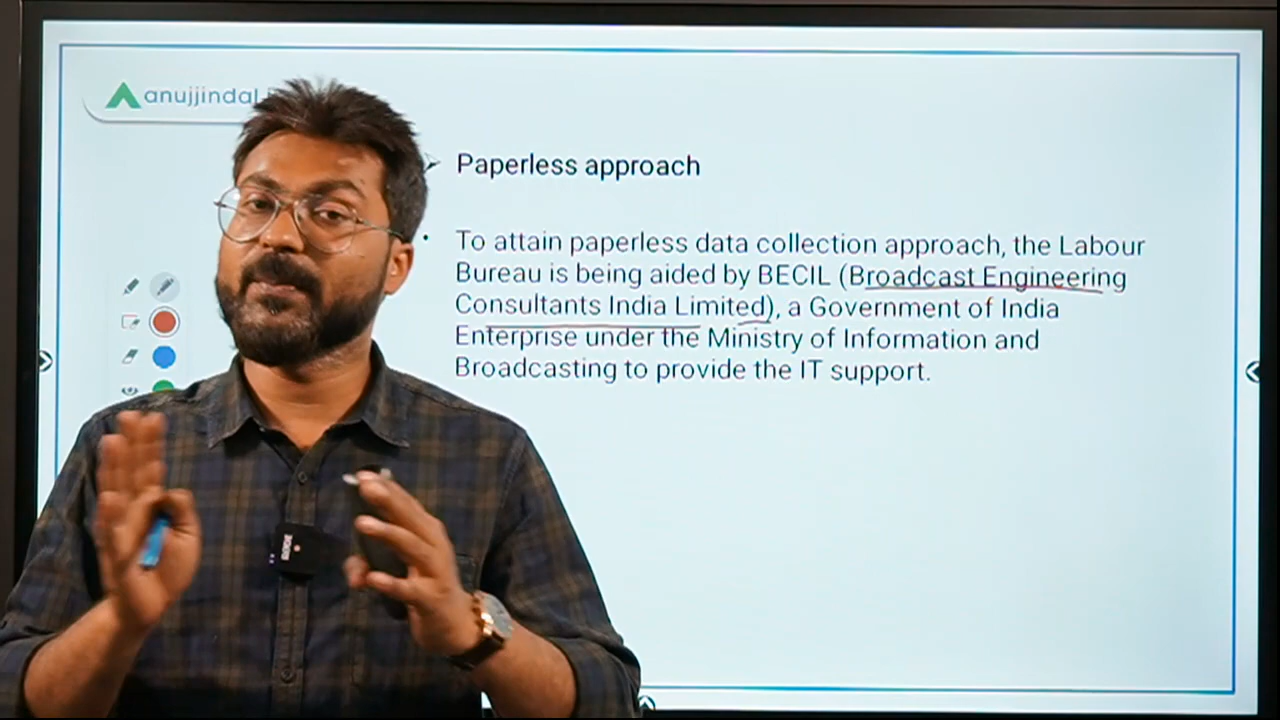 anujjindal
Paperless approach
To attain paperless data collection approach, the Labour
Bureau is being aided by BECIL (Broadcast Engineering
Consultants India Limited), a Government of India
Enterprise under the Ministry of Information and
Broadcasting to provide the IT support.